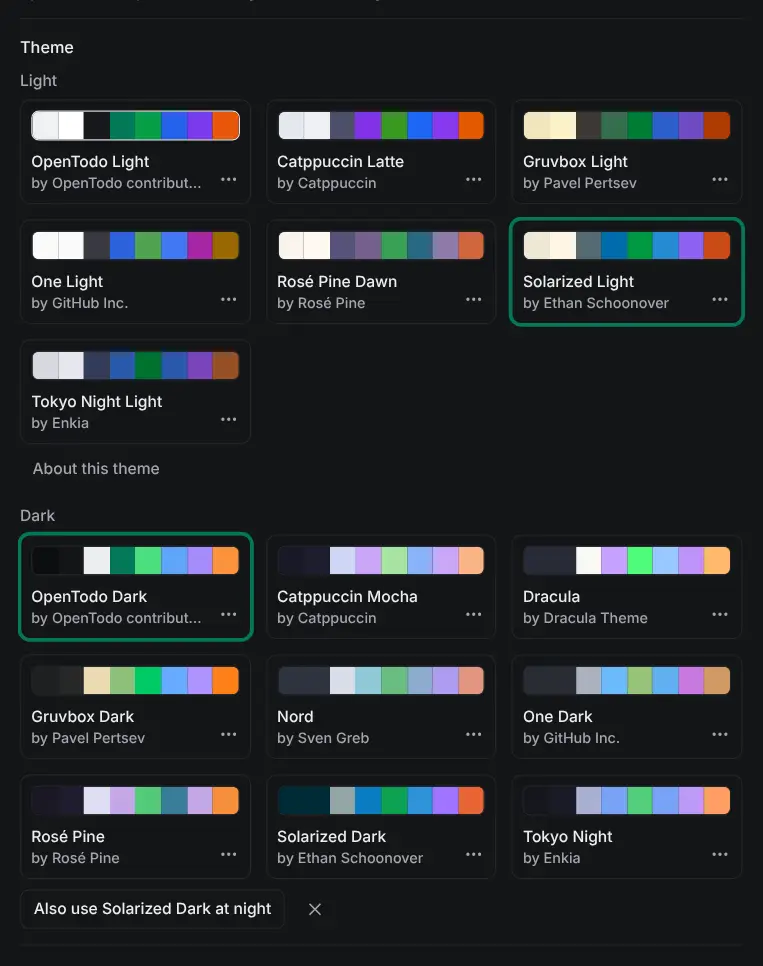 Theme
Light
OpenTodo Light
by OpenTodo contribut...
Catppuccin Latte
by Catppuccin
Gruvbox Light
by Pavel Pertsev
One Light
by GitHub Inc.
Rosé Pine Dawn
by Rosé Pine
Solarized Light
by Ethan Schoonover
Tokyo Night Light
by Enkia
About this theme
Dark
OpenTodo Dark
by OpenTodo contribut...
Catppuccin Mocha
by Catppuccin
Dracula
by Dracula Theme
Gruvbox Dark
by Pavel Pertsev
Nord
by Sven Greb
One Dark
by GitHub Inc.
Rosé Pine
by Rosé Pine
Solarized Dark
by Ethan Schoonover
Tokyo Night
by Enkia
Also use Solarized Dark at night